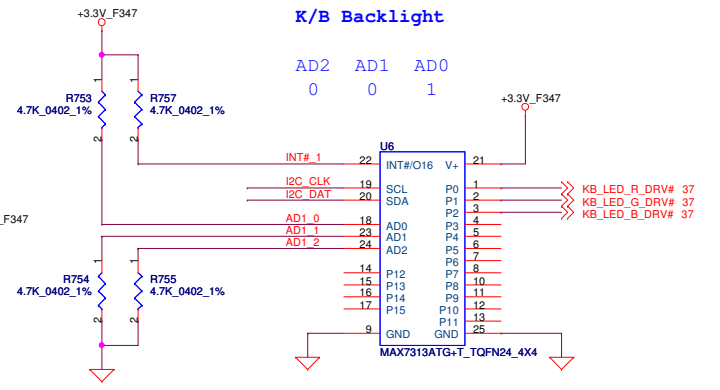 K/B Backlight
+3.3V_F347
AD2 AD1 AD0
0 0 1
+3.3V_F347
1 1
R753 R757
4.7K_0402_1% 4.7K_0402_1%
2 2
U6
INT#_1 22 INT#/O16 V+ 21
I2C_CLK 19 SCL P0 1 KB_LED_R_DRV# 37
I2C_DAT 20 SDA P1 2 KB_LED_G_DRV# 37
P2 3 KB_LED_B_DRV# 37
_F347
AD1_0 18 AD0 P3 4
AD1_1 23 AD1 P4 5
AD1_2 24 AD2 P5 6
P6 7
14 P12 P7 8
15 P13 P8 10
16 P14 P9 11
17 P15 P10 12
P11 13
9 GND GND 25
MAX7313ATG+T_TQFN24_4X4
1 1
R754 R755
4.7K_0402_1% 4.7K_0402_1%
2 2